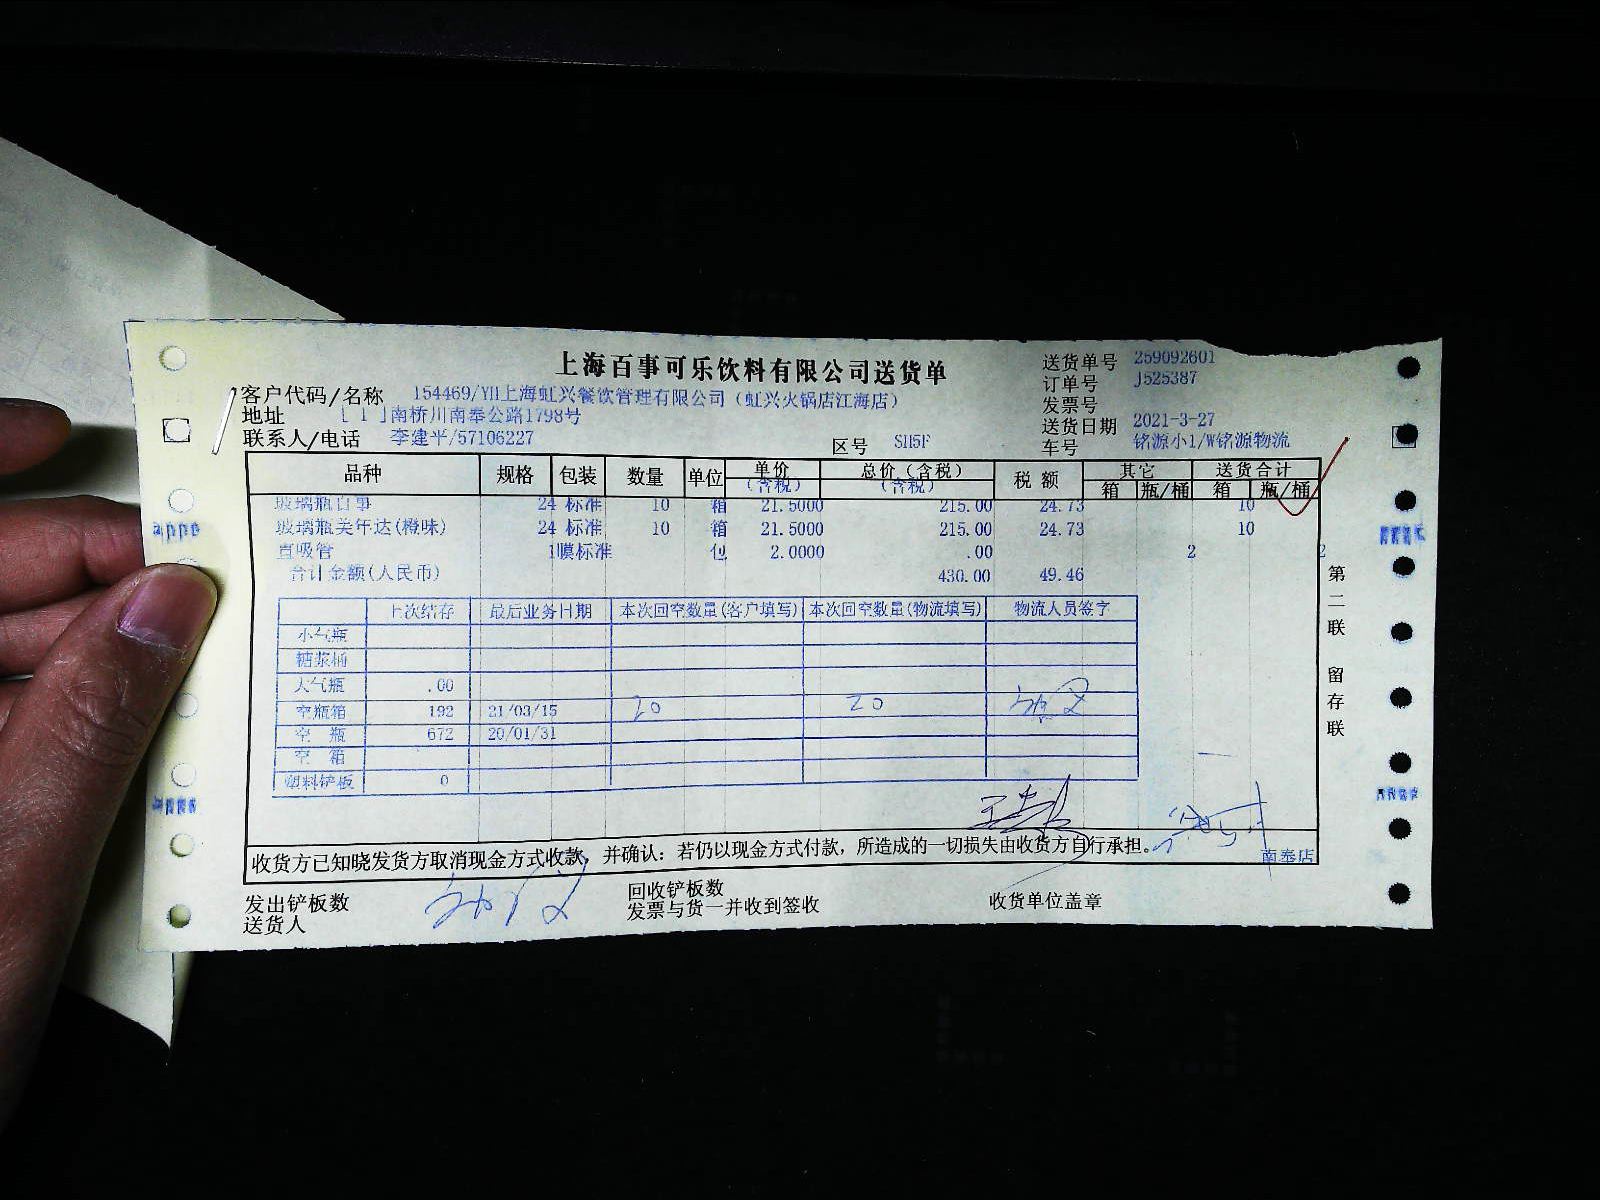 上海百事可乐饮料有限公司送货单
送货单号 259092601
客户代码/名称 154469/YH上海虹兴餐饮管理有限公司（虹兴火锅店江海店）
订单号 J525387
地址 [ 1 ]南桥川南奉公路1798号
发票号
送货日期 2021-3-27
联系人/电话 李建平/57106227
区号 SH5F
车号 铭源小1/W铭源物流
品种 规格 包装 数量 单位 单价（含税） 总价（含税） 税额 其它 送货合计
（含税） （含税） 箱 瓶/桶 箱 瓶/桶
玻璃瓶百事 24 标准 10 箱 21.5000 215.00 24.73 10
玻璃瓶美年达(橙味) 24 标准 10 箱 21.5000 215.00 24.73 10
直吸管 1膜标准 包 2.0000 .00 2 2
合计金额(人民币) 430.00 49.46
上次结存 最后业务日期 本次回空数量(客户填写) 本次回空数量(物流填写) 物流人员签字
小气瓶
糖浆桶
大气瓶 .00
空瓶箱 192 21/03/15 20 20
空 瓶 672 20/01/31
空 箱
塑料铲板 0
第二联 留存联
收货方已知晓发货方取消现金方式收款，并确认：若仍以现金方式付款，所造成的一切损失由收货方自行承担。
南奉店
发出铲板数 回收铲板数
送货人 发票与货一并收到签收 收货单位盖章